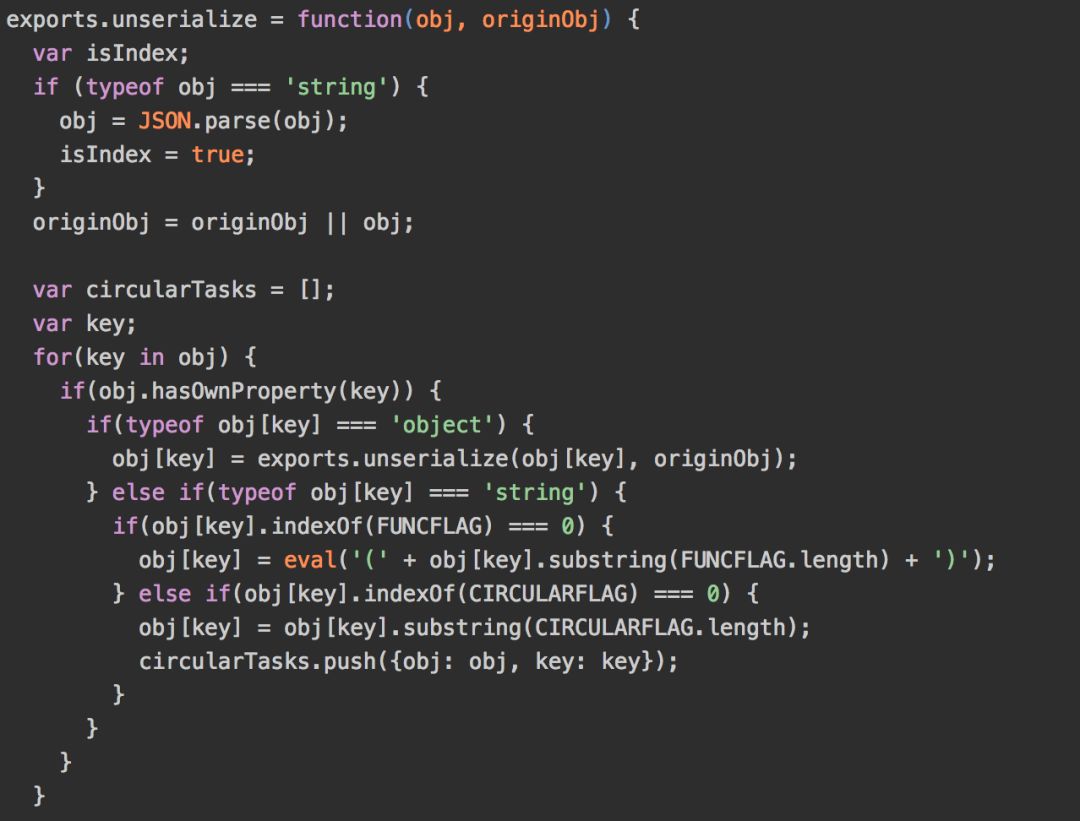 exports.unserialize = function(obj, originObj) {
  var isIndex;
  if (typeof obj === 'string') {
    obj = JSON.parse(obj);
    isIndex = true;
  }
  originObj = originObj || obj;

  var circularTasks = [];
  var key;
  for(key in obj) {
    if(obj.hasOwnProperty(key)) {
      if(typeof obj[key] === 'object') {
        obj[key] = exports.unserialize(obj[key], originObj);
      } else if(typeof obj[key] === 'string') {
        if(obj[key].indexOf(FUNCFLAG) === 0) {
          obj[key] = eval('(' + obj[key].substring(FUNCFLAG.length) + ')');
        } else if(obj[key].indexOf(CIRCULARFLAG) === 0) {
          obj[key] = obj[key].substring(CIRCULARFLAG.length);
          circularTasks.push({obj: obj, key: key});
        }
      }
    }
  }